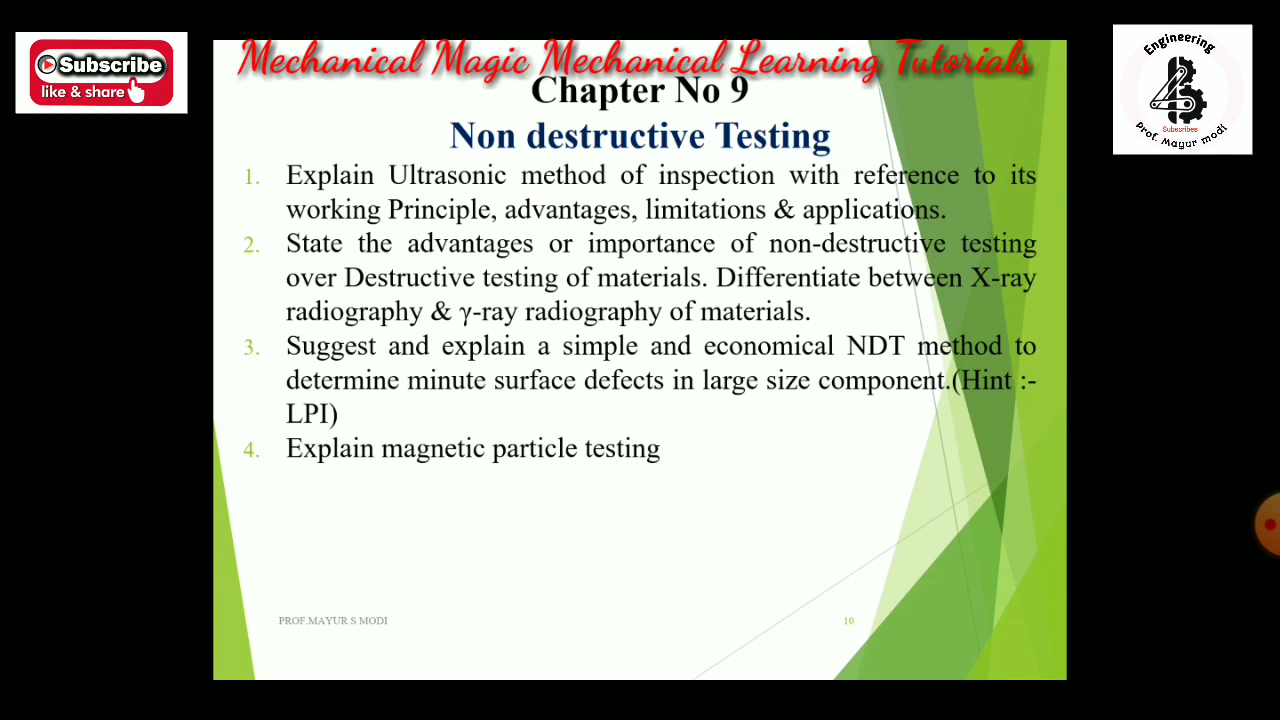 Subscribe
like & share
Mechanical Magic Mechanical Learning Tutorials
Engineering
Subscribes
Prof. Mayur modi
Chapter No 9
Non destructive Testing
1. Explain Ultrasonic method of inspection with reference to its
working Principle, advantages, limitations & applications.
2. State the advantages or importance of non-destructive testing
over Destructive testing of materials. Differentiate between X-ray
radiography & γ-ray radiography of materials.
3. Suggest and explain a simple and economical NDT method to
determine minute surface defects in large size component.(Hint :-
LPI)
4. Explain magnetic particle testing
PROF.MAYUR S MODI
10